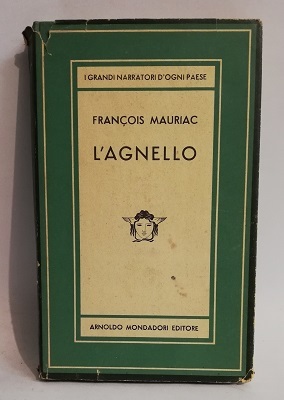 I GRANDI NARRATORI D'OGNI PAESE
FRANÇOIS MAURIAC
L'AGNELLO
ARNOLDO MONDADORI EDITORE